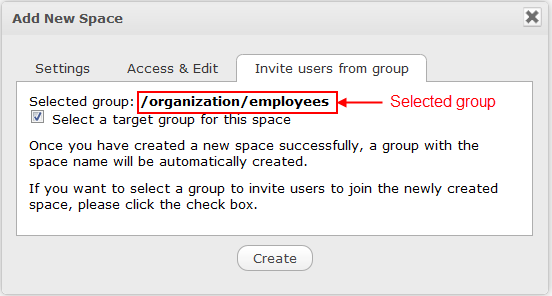 Add New Space
Settings
Access & Edit
Invite users from group
Selected group: /organization/employees
Selected group
Select a target group for this space
Once you have created a new space successfully, a group with the
space name will be automatically created.
If you want to select a group to invite users to join the newly created
space, please click the check box.
Create